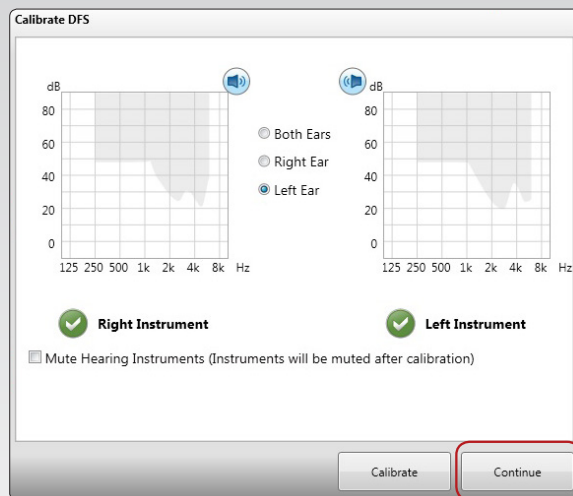 Calibrate DFS
dB
80
60
40
20
0
125 250 500 1k 2k 4k 8k Hz
Both Ears
Right Ear
Left Ear
dB
80
60
40
20
0
125 250 500 1k 2k 4k 8k Hz
Right Instrument
Left Instrument
Mute Hearing Instruments (Instruments will be muted after calibration)
Calibrate
Continue